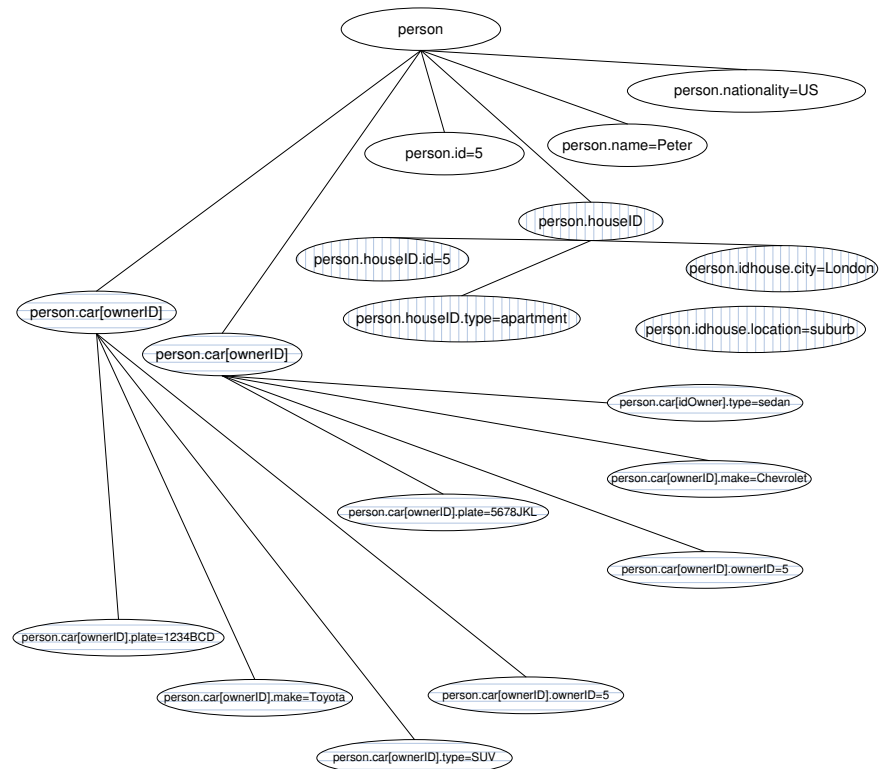 person
person.nationality=US
person.name=Peter
person.id=5
person.houseID
person.houseID.id=5
person.idhouse.city=London
person.car[ownerID]
person.houseID.type=apartment
person.idhouse.location=suburb
person.car[ownerID]
person.car[idOwner].type=sedan
person.car[ownerID].make=Chevrolet
person.car[ownerID].plate=5678JKL
person.car[ownerID].ownerID=5
person.car[ownerID].plate=1234BCD
person.car[ownerID].make=Toyota
person.car[ownerID].ownerID=5
person.car[ownerID].type=SUV